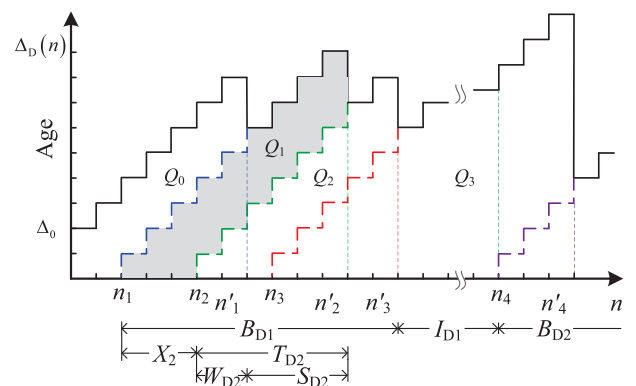 Δ_D(n)
Age
Δ_0
Q_0
Q_1
Q_2
Q_3
n_1 n_2 n'_1 n_3 n'_2 n'_3 n_4 n'_4 n
B_D1 I_D1 B_D2
X_2 T_D2
W_D2 S_D2